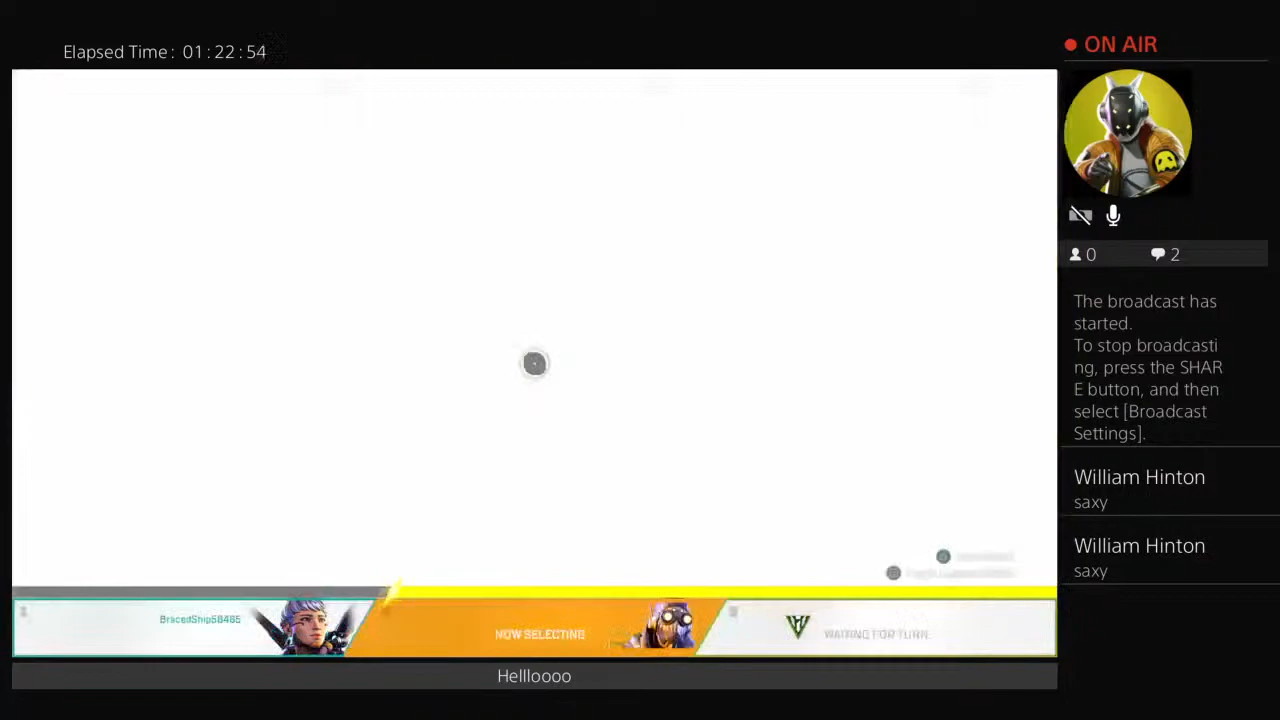 Elapsed Time: 01:22:54
ON AIR
0
2
The broadcast has
started.
To stop broadcasti
ng, press the SHAR
E button, and then
select [Broadcast
Settings].
William Hinton
saxy
William Hinton
saxy
BracedShip58465
NOW SELECTING
WAITING FOR TURN
Hellloooo